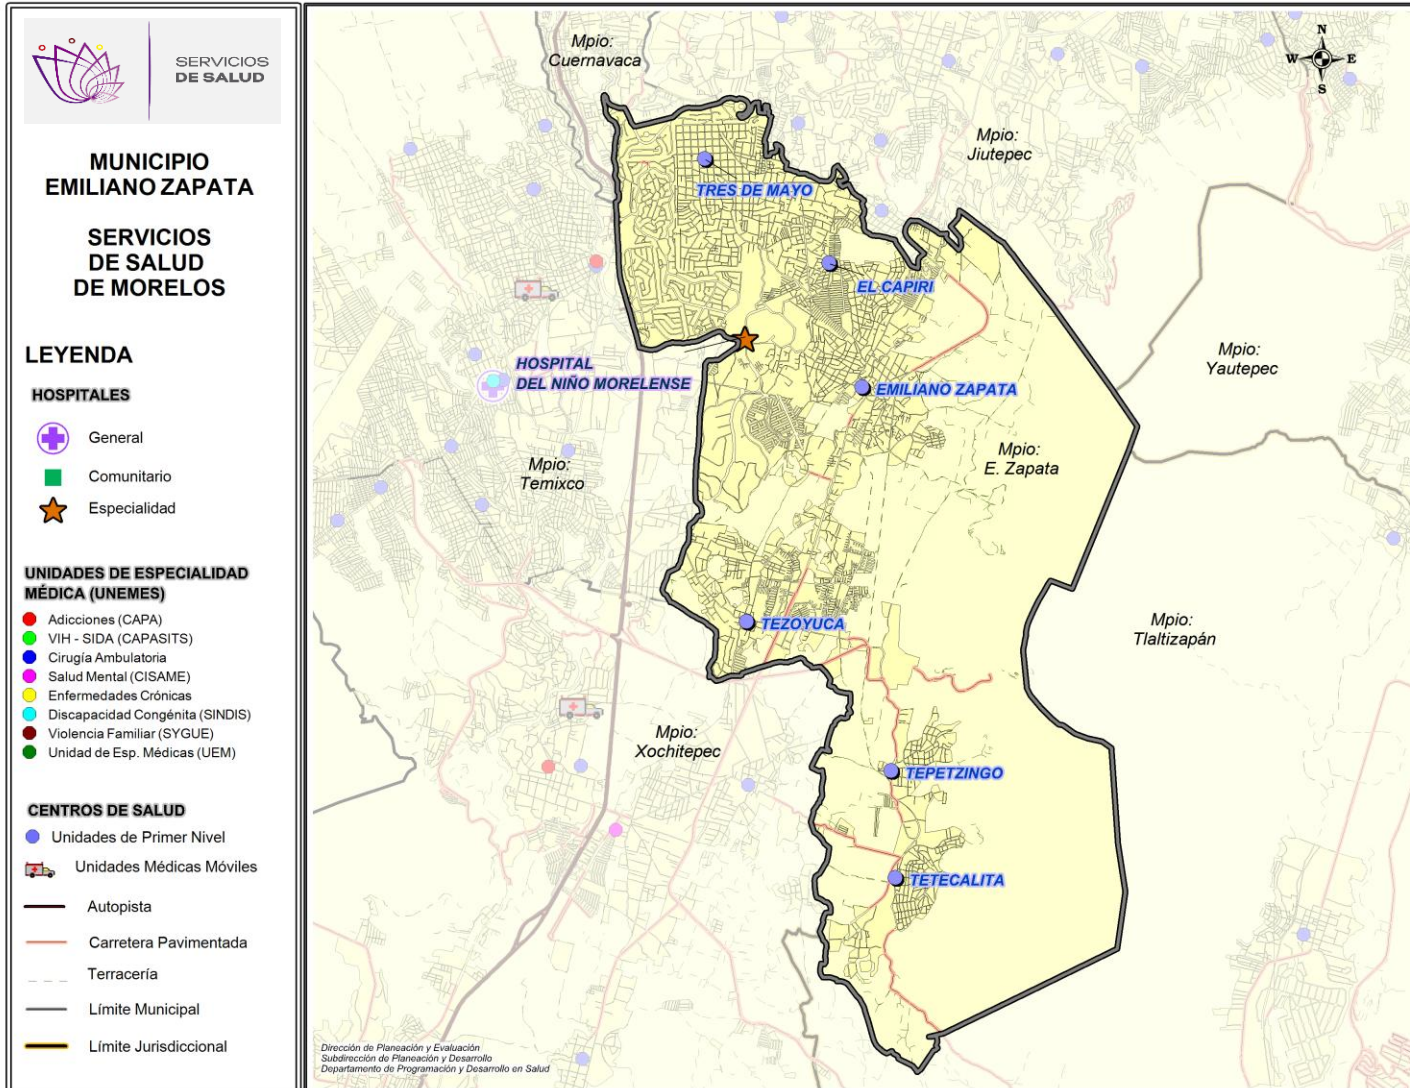 SERVICIOS
DE SALUD
MUNICIPIO
EMILIANO ZAPATA
SERVICIOS
DE SALUD
DE MORELOS
LEYENDA
HOSPITALES
General
Comunitario
Especialidad
UNIDADES DE ESPECIALIDAD
MÉDICA (UNEMES)
Adicciones (CAPA)
VIH - SIDA (CAPASITS)
Cirugía Ambulatoria
Salud Mental (CISAME)
Enfermedades Crónicas
Discapacidad Congénita (SINDIS)
Violencia Familiar (SYGUE)
Unidad de Esp. Médicas (UEM)
CENTROS DE SALUD
Unidades de Primer Nivel
Unidades Médicas Móviles
Autopista
Carretera Pavimentada
Terracería
Límite Municipal
Límite Jurisdiccional
Mpio:
Cuernavaca
N
W E
S
Mpio:
Jiutepec
TRES DE MAYO
EL CAPIRI
HOSPITAL
DEL NIÑO MORELENSE
EMILIANO ZAPATA
Mpio:
Yautepec
Mpio:
Temixco
Mpio:
E. Zapata
TEZOYUCA
Mpio:
Tlaltizapán
Mpio:
Xochitepec
TEPETZINGO
TETECALITA
Dirección de Planeación y Evaluación
Subdirección de Planeación y Desarrollo
Departamento de Programación y Desarrollo en Salud